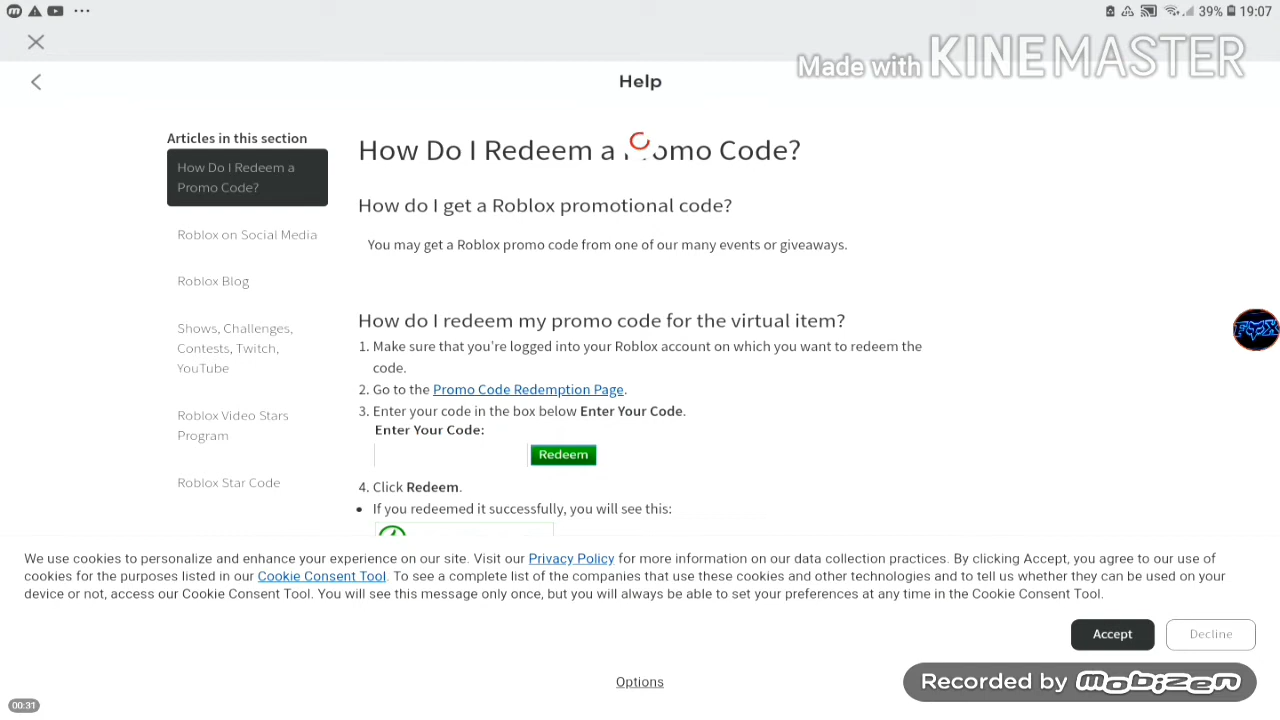 39% 19:07
Made with KINEMASTER
Help
Articles in this section
How Do I Redeem a
Promo Code?
Roblox on Social Media
Roblox Blog
Shows, Challenges,
Contests, Twitch,
YouTube
Roblox Video Stars
Program
Roblox Star Code
How Do I Redeem a Promo Code?
How do I get a Roblox promotional code?
You may get a Roblox promo code from one of our many events or giveaways.
How do I redeem my promo code for the virtual item?
1. Make sure that you're logged into your Roblox account on which you want to redeem the
code.
2. Go to the Promo Code Redemption Page.
3. Enter your code in the box below Enter Your Code.
Enter Your Code:
Redeem
4. Click Redeem.
• If you redeemed it successfully, you will see this:
FOX
We use cookies to personalize and enhance your experience on our site. Visit our Privacy Policy for more information on our data collection practices. By clicking Accept, you agree to our use of
cookies for the purposes listed in our Cookie Consent Tool. To see a complete list of the companies that use these cookies and other technologies and to tell us whether they can be used on your
device or not, access our Cookie Consent Tool. You will see this message only once, but you will always be able to set your preferences at any time in the Cookie Consent Tool.
Accept
Decline
Options
Recorded by mobizen
00:31